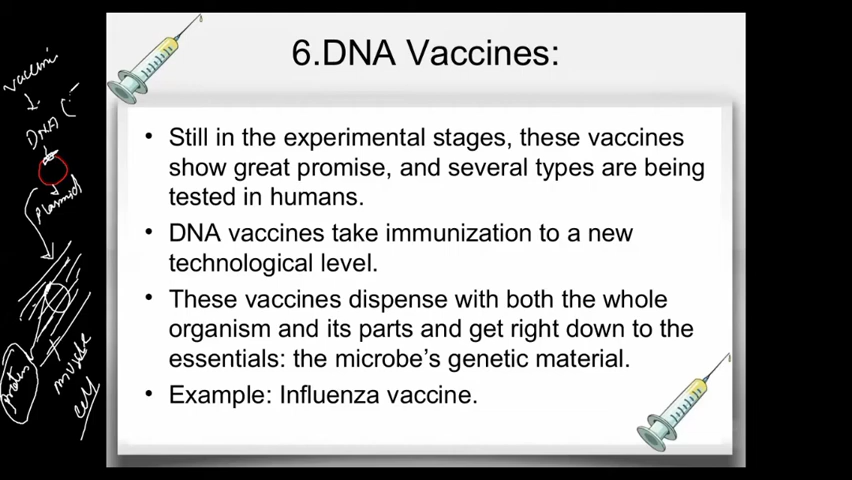 6.DNA Vaccines:
• Still in the experimental stages, these vaccines
show great promise, and several types are being
tested in humans.
• DNA vaccines take immunization to a new
technological level.
• These vaccines dispense with both the whole
organism and its parts and get right down to the
essentials: the microbe's genetic material.
• Example: Influenza vaccine.
DNA
Plasmid
muscle
cell
protein